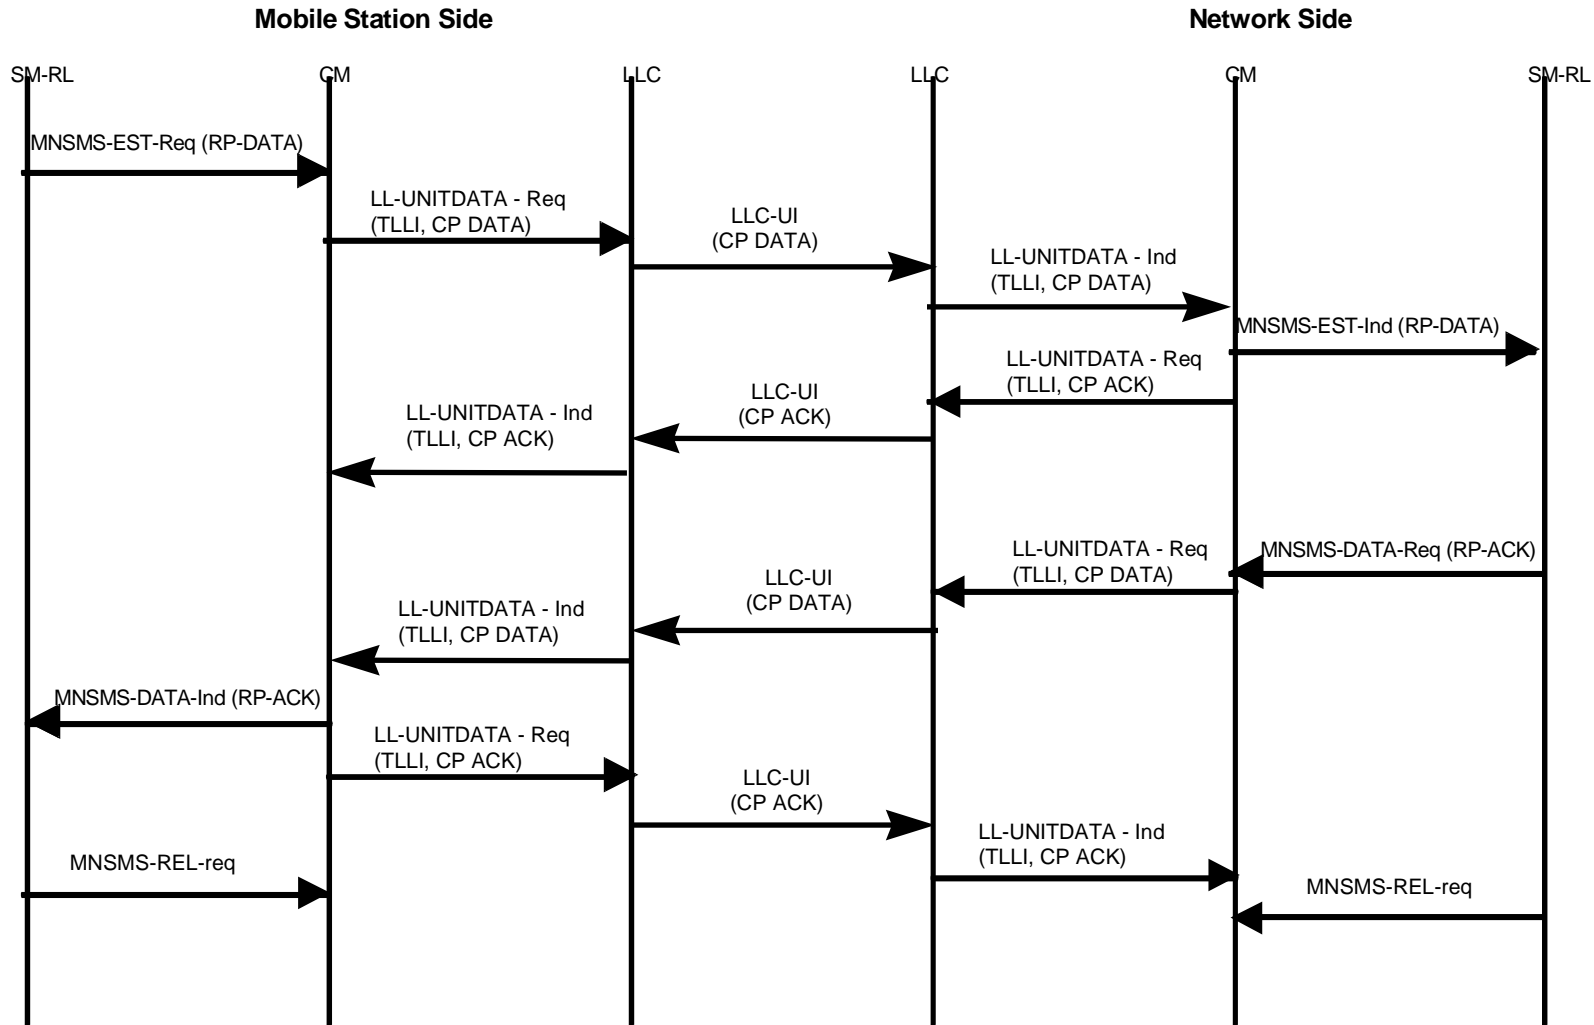 Mobile Station Side
Network Side
SM-RL
CM
LLC
LLC
CM
SM-RL
MNSMS-EST-Req (RP-DATA)
LL-UNITDATA - Req
(TLLI, CP DATA)
LLC-UI
(CP DATA)
LL-UNITDATA - Ind
(TLLI, CP DATA)
MNSMS-EST-Ind (RP-DATA)
LL-UNITDATA - Req
(TLLI, CP ACK)
LLC-UI
(CP ACK)
LL-UNITDATA - Ind
(TLLI, CP ACK)
MNSMS-DATA-Req (RP-ACK)
LL-UNITDATA - Req
(TLLI, CP DATA)
LLC-UI
(CP DATA)
LL-UNITDATA - Ind
(TLLI, CP DATA)
MNSMS-DATA-Ind (RP-ACK)
LL-UNITDATA - Req
(TLLI, CP ACK)
LLC-UI
(CP ACK)
LL-UNITDATA - Ind
(TLLI, CP ACK)
MNSMS-REL-req
MNSMS-REL-req